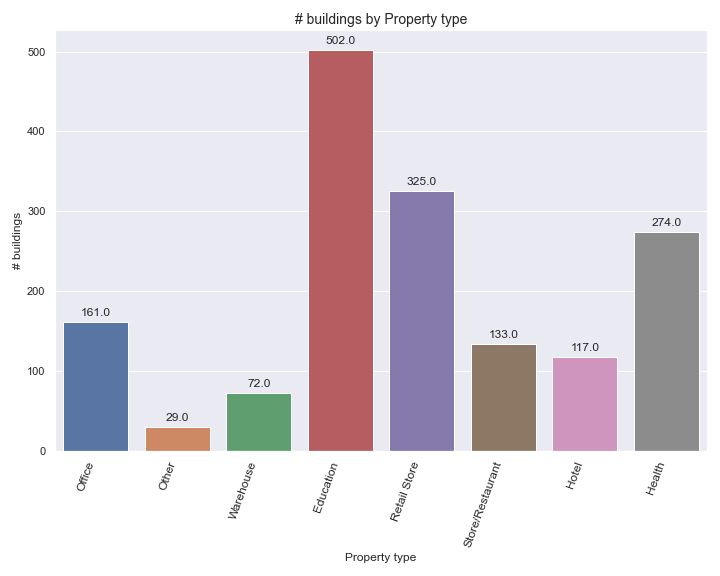 # buildings by Property type
# buildings
500
400
300
200
100
0
161.0
29.0
72.0
502.0
325.0
133.0
117.0
274.0
Office
Other
Warehouse
Education
Retail Store
Store/Restaurant
Hotel
Health
Property type